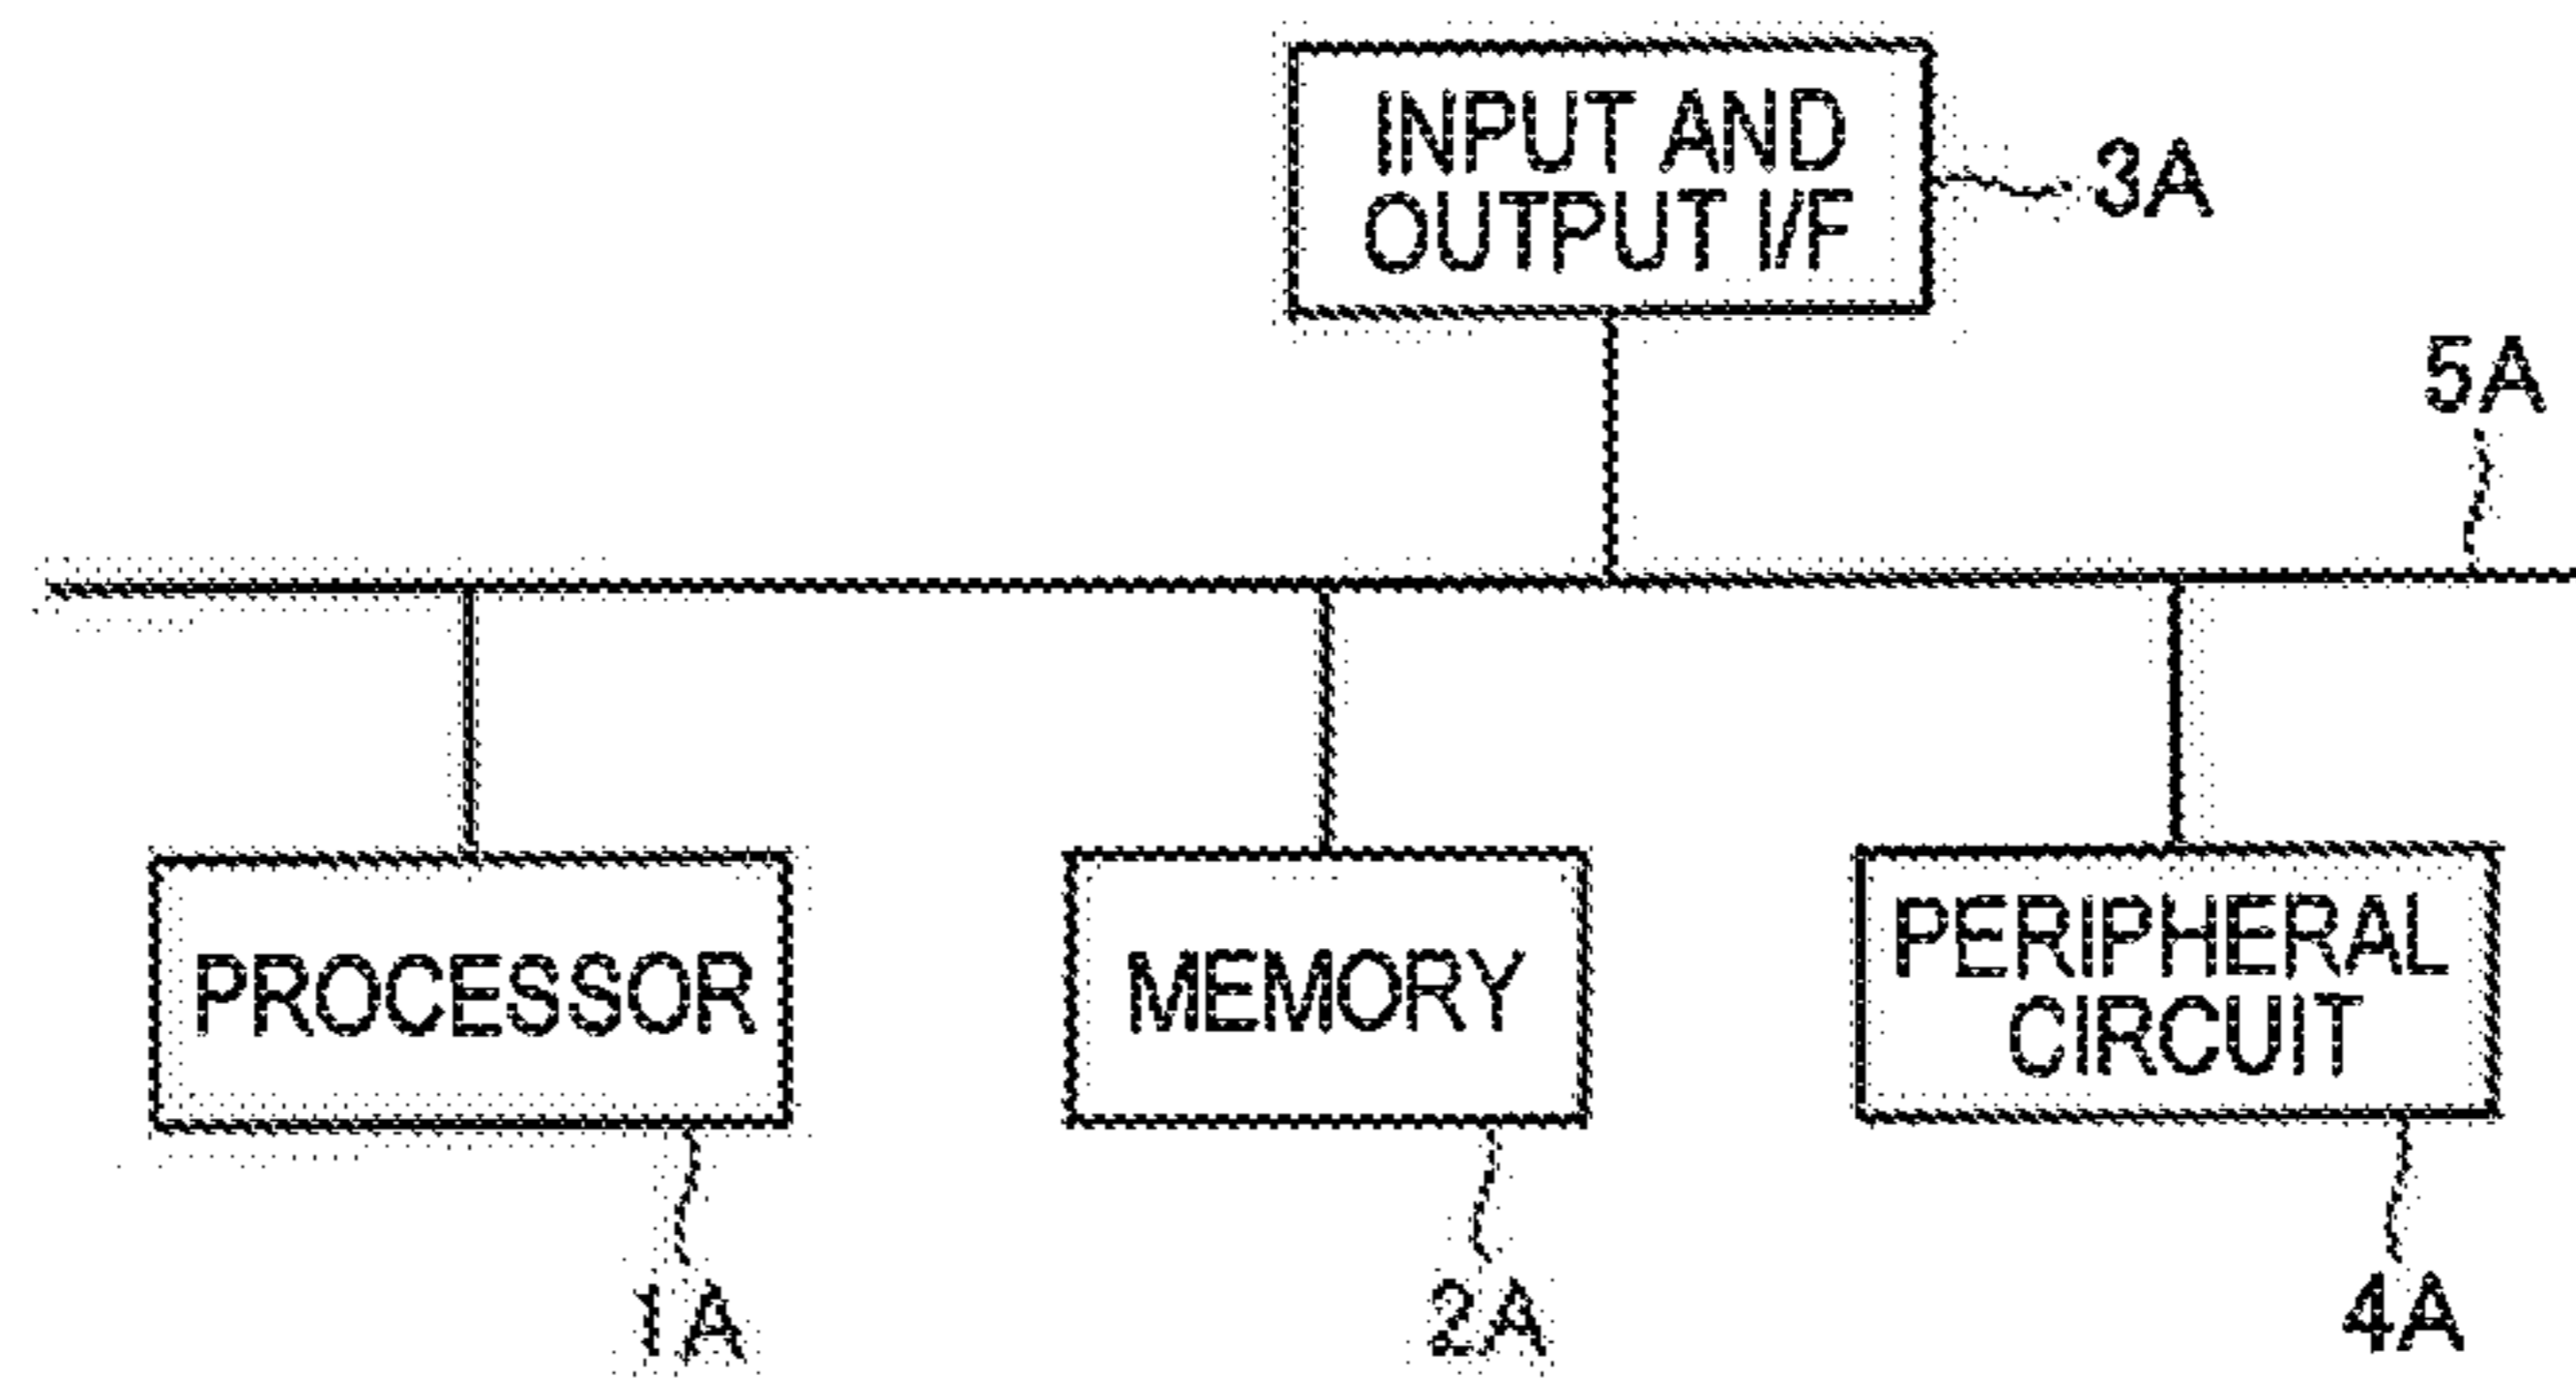 INPUT AND
OUTPUT I/F
3A
5A
PROCESSOR
MEMORY
PERIPHERAL
CIRCUIT
1A
2A
4A